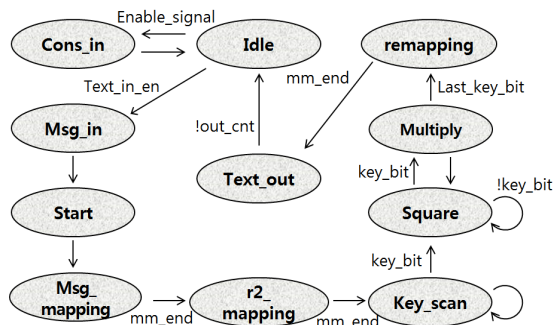 Enable_signal
Cons_in
Idle
remapping
Text_in_en
mm_end
Last_key_bit
Msg_in
!out_cnt
Multiply
Text_out
key_bit
!key_bit
Start
Square
key_bit
Msg_
mapping
r2_
mapping
Key_scan
mm_end
mm_end